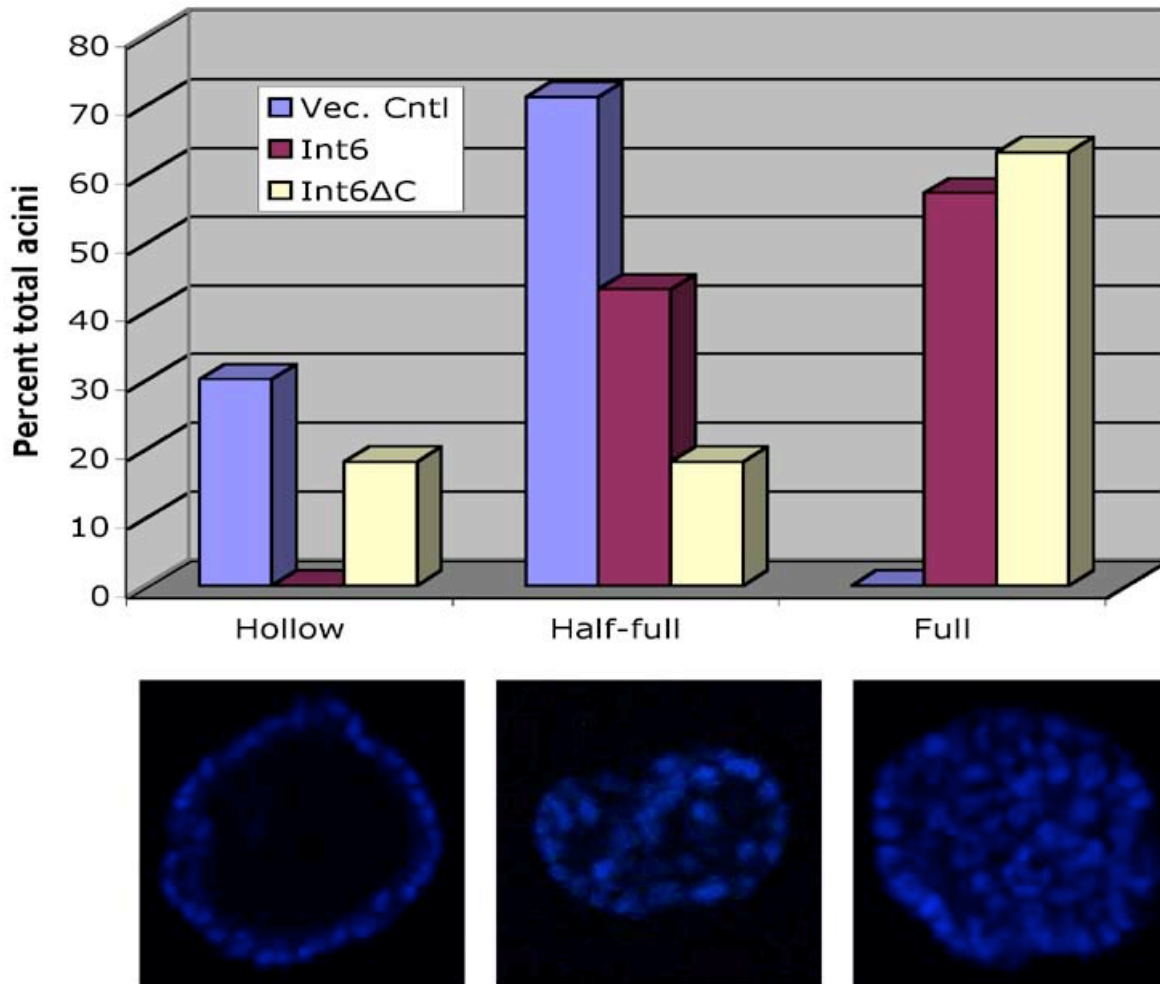 Percent total acini
80
70
60
50
40
30
20
10
0
Vec. Cntl
Int6
Int6ΔC
Hollow Half-full Full